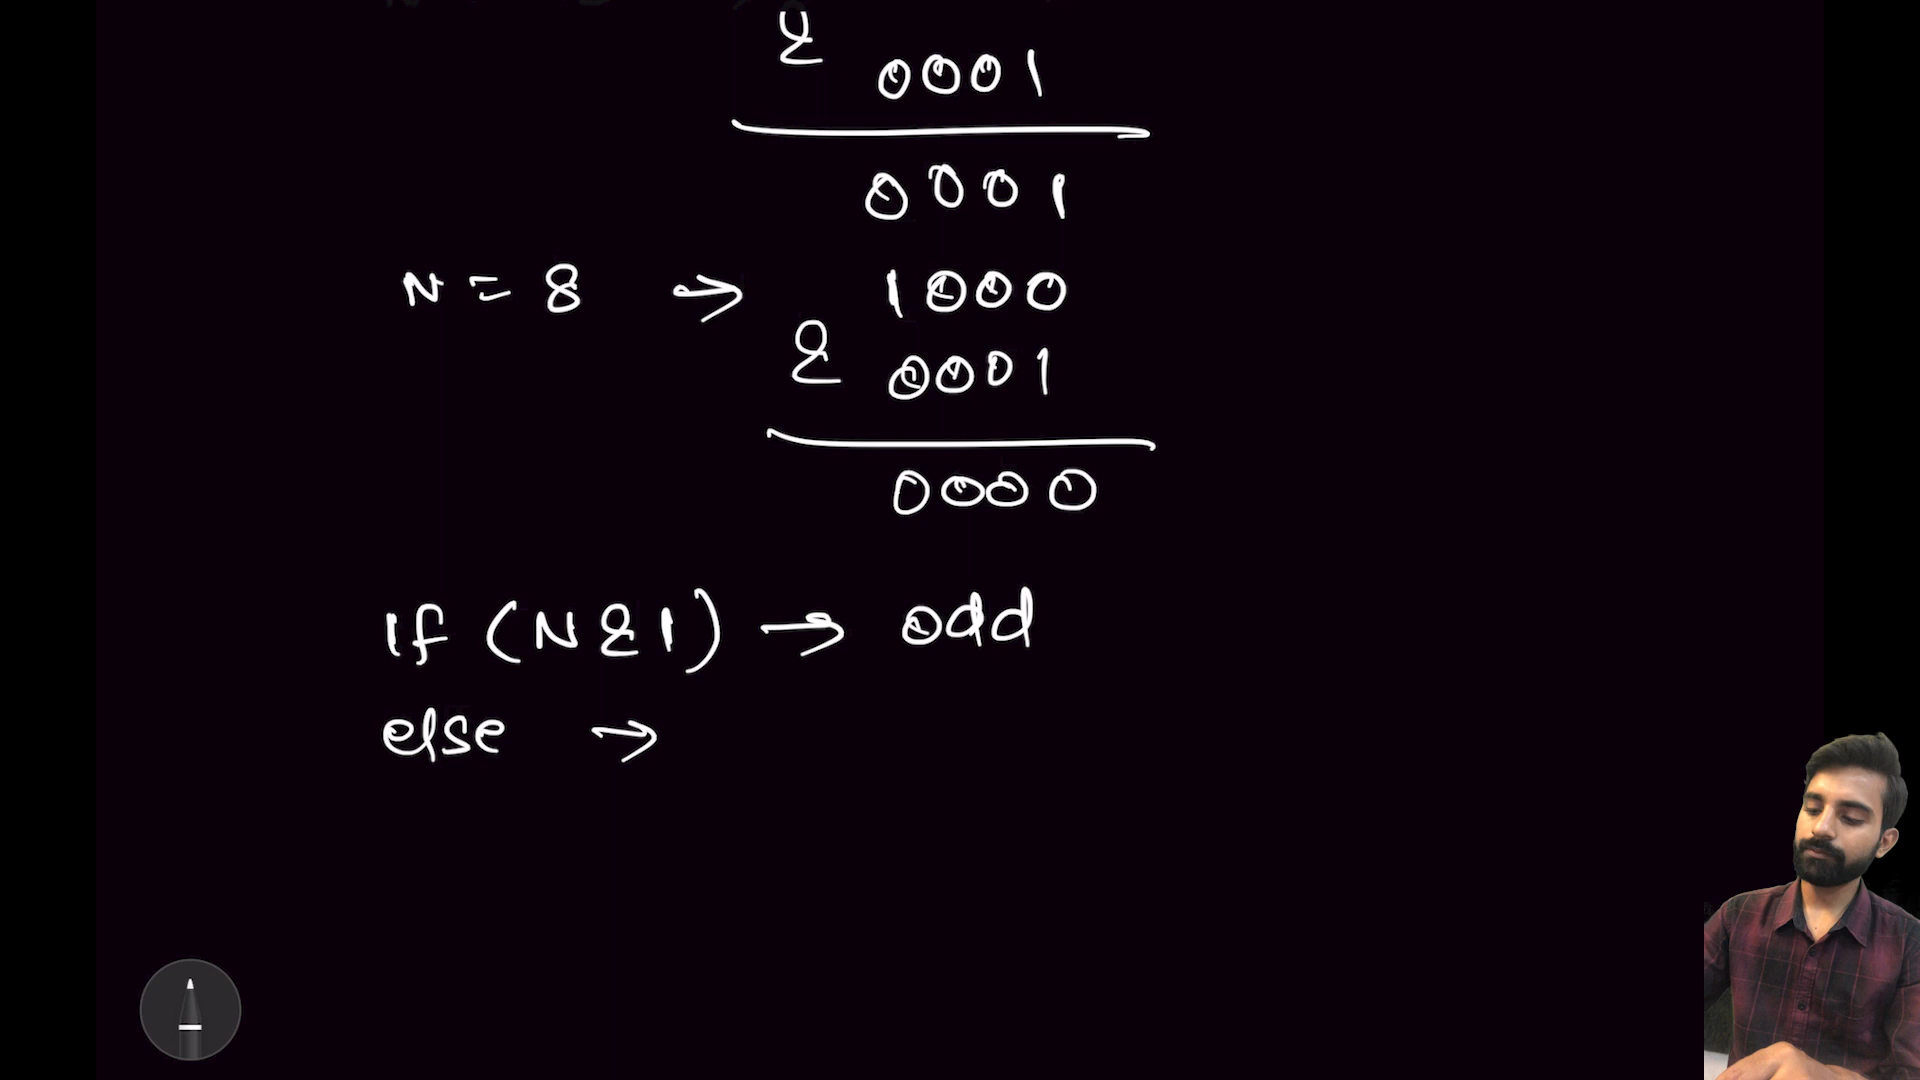 & 0001
0001
N = 8 → 1000
& 0001
0000
If (N & 1) → odd
else →